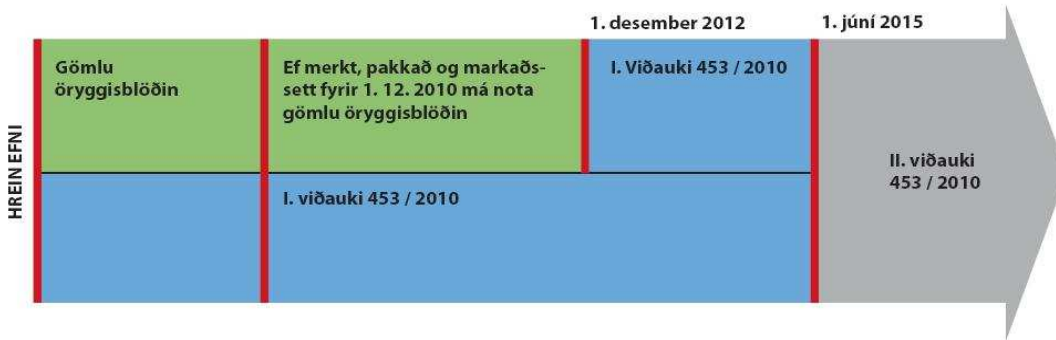 1. desember 2012
1. júní 2015
HREIN EFNI
Gömlu
öryggisblöðin
Ef merkt, pakkað og markaðs-
sett fyrir 1. 12. 2010 má nota
gömlu öryggisblöðin
I. Viðauki 453 / 2010
I. viðauki 453 / 2010
II. viðauki
453 / 2010